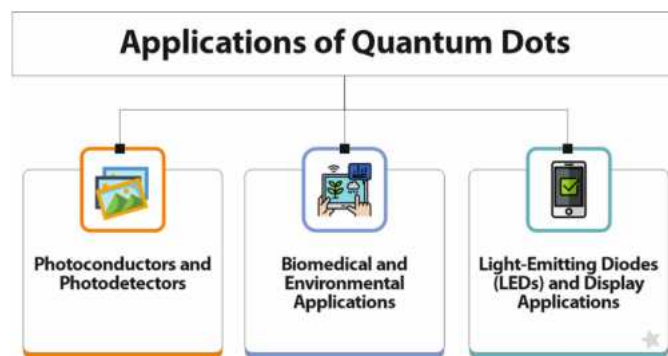 Applications of Quantum Dots
Photoconductors and
Photodetectors
Biomedical and
Environmental
Applications
Light-Emitting Diodes
(LEDs) and Display
Applications